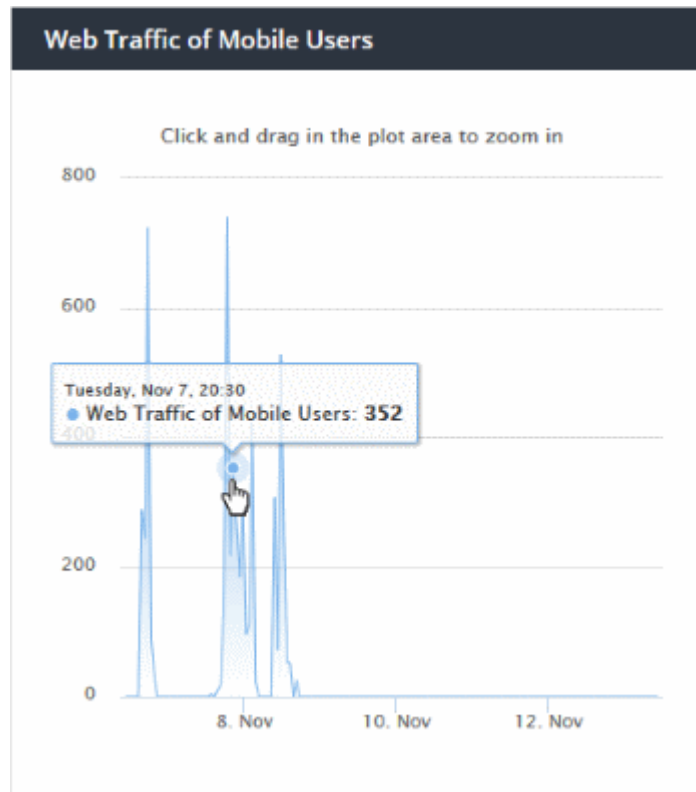 Web Traffic of Mobile Users
Click and drag in the plot area to zoom in
800
600
Tuesday, Nov 7, 20:30
Web Traffic of Mobile Users: 352
400
200
0
8. Nov 10. Nov 12. Nov